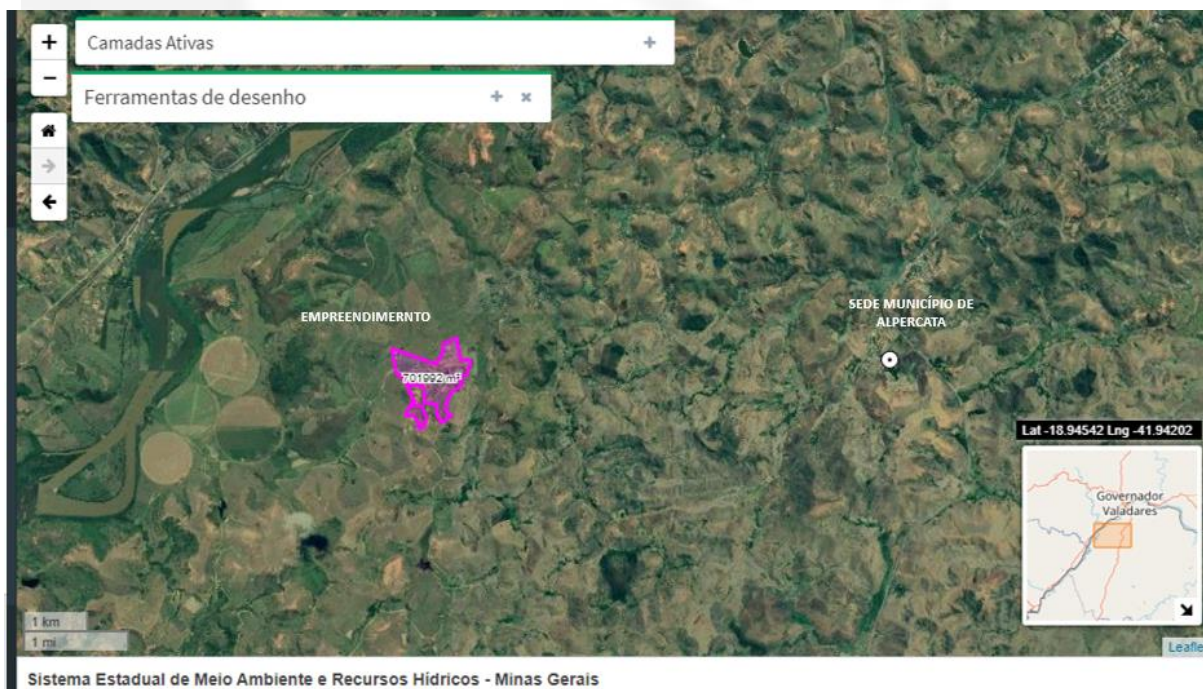 +
Camadas Ativas +
−
Ferramentas de desenho + ×
EMPREENDIMERNTO
SEDE MUNICÍPIO DE
ALPERCATA
701992 m²
Lat -18.94542 Lng -41.94202
Governador
Valadares
1 km
1 mi
Leafle
Sistema Estadual de Meio Ambiente e Recursos Hídricos - Minas Gerais